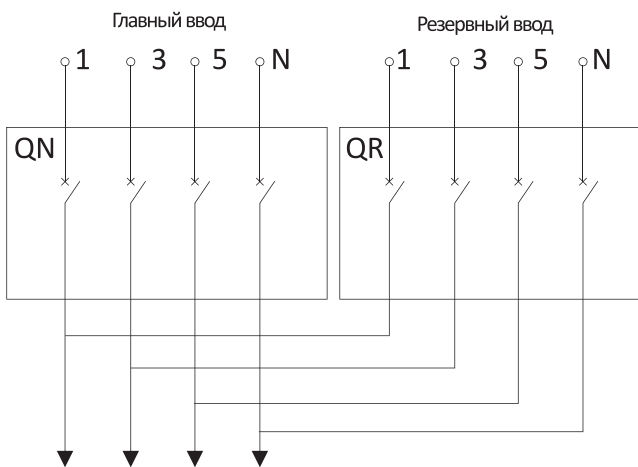 Главный ввод
Резервный ввод
1 3 5 N
1 3 5 N
QN
QR